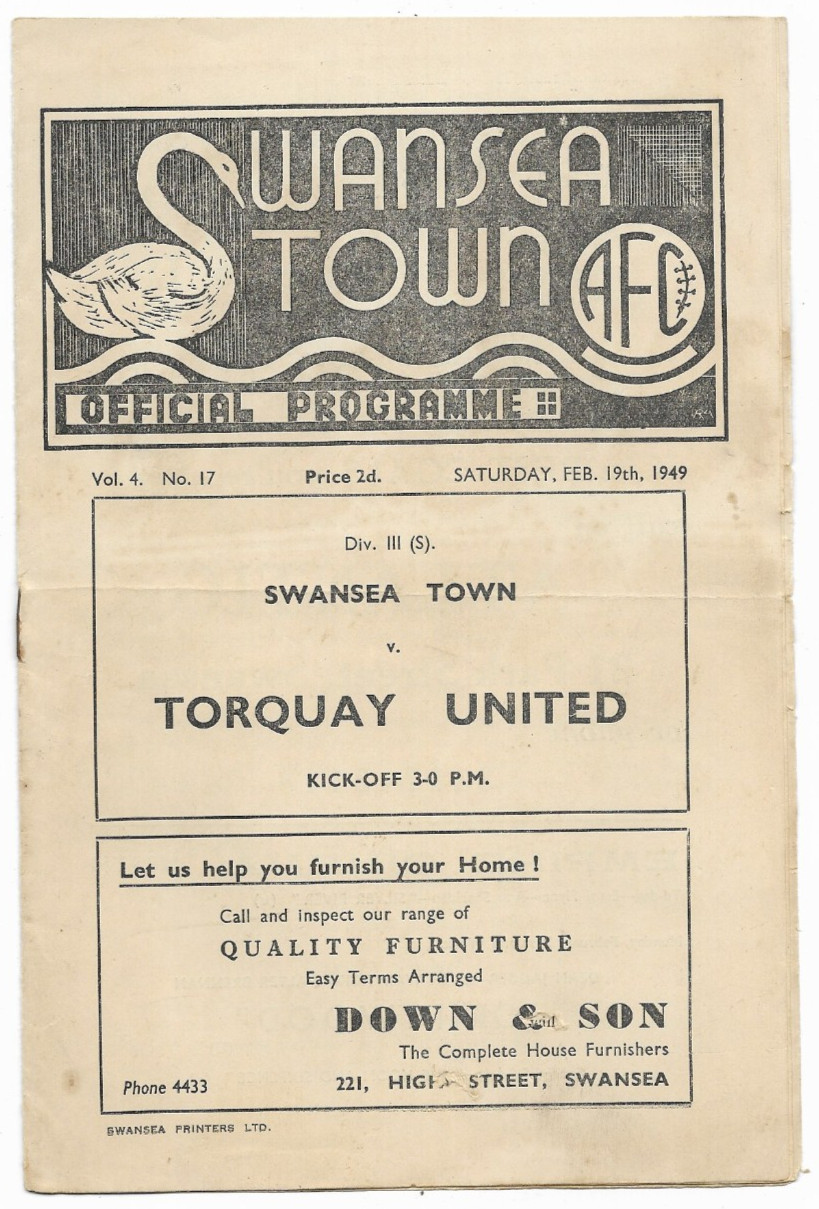 SWANSEA
TOWN
AFC
OFFICIAL PROGRAMME
Vol. 4. No. 17 Price 2d. SATURDAY, FEB. 19th, 1949
Div. III (S).
SWANSEA TOWN
v.
TORQUAY UNITED
KICK-OFF 3-0 P.M.
Let us help you furnish your Home !
Call and inspect our range of
QUALITY FURNITURE
Easy Terms Arranged
DOWN & SON
The Complete House Furnishers
Phone 4433 221, HIGH STREET, SWANSEA
SWANSEA PRINTERS LTD.